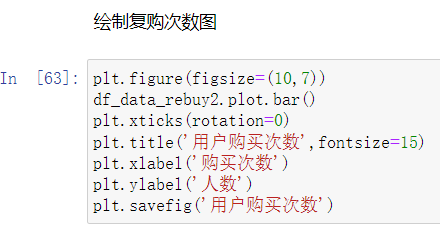 绘制复购次数图
In [63]: plt.figure(figsize=(10,7))
df_data_rebuy2.plot.bar()
plt.xticks(rotation=0)
plt.title('用户购买次数',fontsize=15)
plt.xlabel('购买次数')
plt.ylabel('人数')
plt.savefig('用户购买次数')